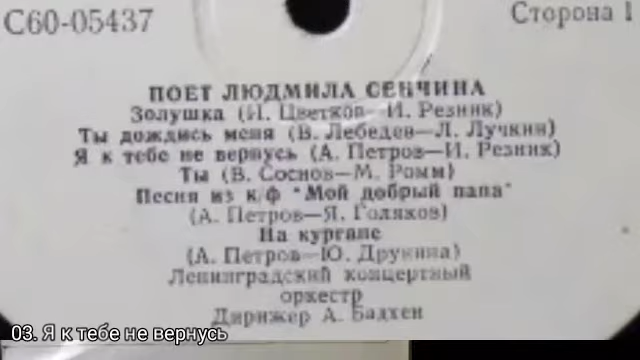 С60-05437
Сторона 1
ПОЕТ ЛЮДМИЛА СЕНЧИНА
Золушка (И. Цветков—И. Резник)
Ты дождись меня (В. Лебедев—Л. Лучкин)
Я к тебе не вернусь (А. Петров—И. Резник)
Ты (В. Соснов—М. Ромм)
Песня из к/ф "Мой добрый папа"
(А. Петров—Я. Голяков)
На кургане
(А. Петров—Ю. Друнина)
Ленинградский концертный
оркестр
Дирижер А. Бадхен
03. Я к тебе не вернусь